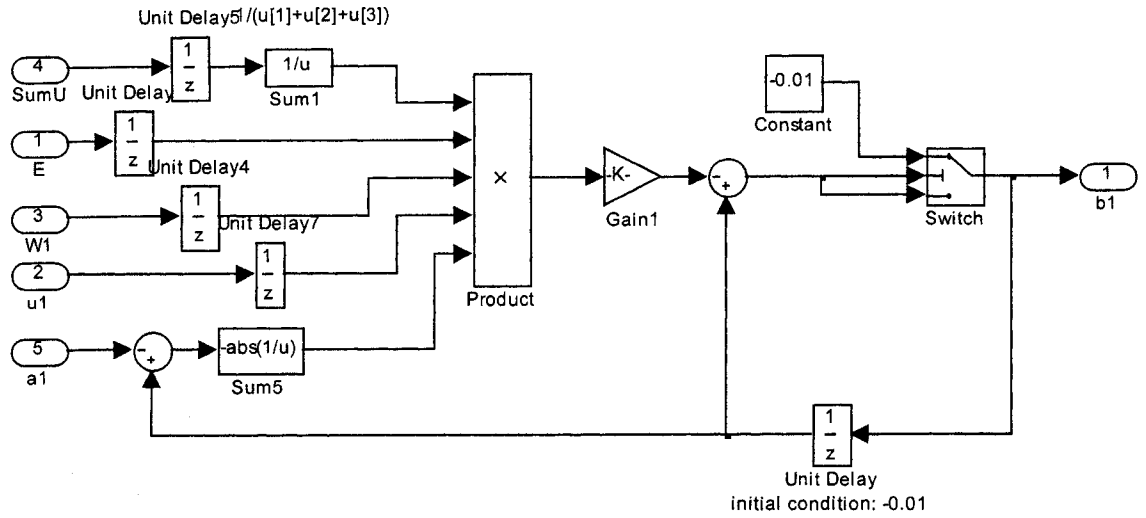 Unit Delay5 1/(u[1]+u[2]+u[3])
4
SumU
1
z
1/u
Sum1
Unit Delay
1
E
1
z
Unit Delay4
3
W1
1
z
Unit Delay7
2
u1
1
z
5
a1
-
+
-abs(1/u)
Sum5
×
Product
-K-
Gain1
-
+
-0.01
Constant
Switch
1
b1
1
z
Unit Delay
initial condition: -0.01